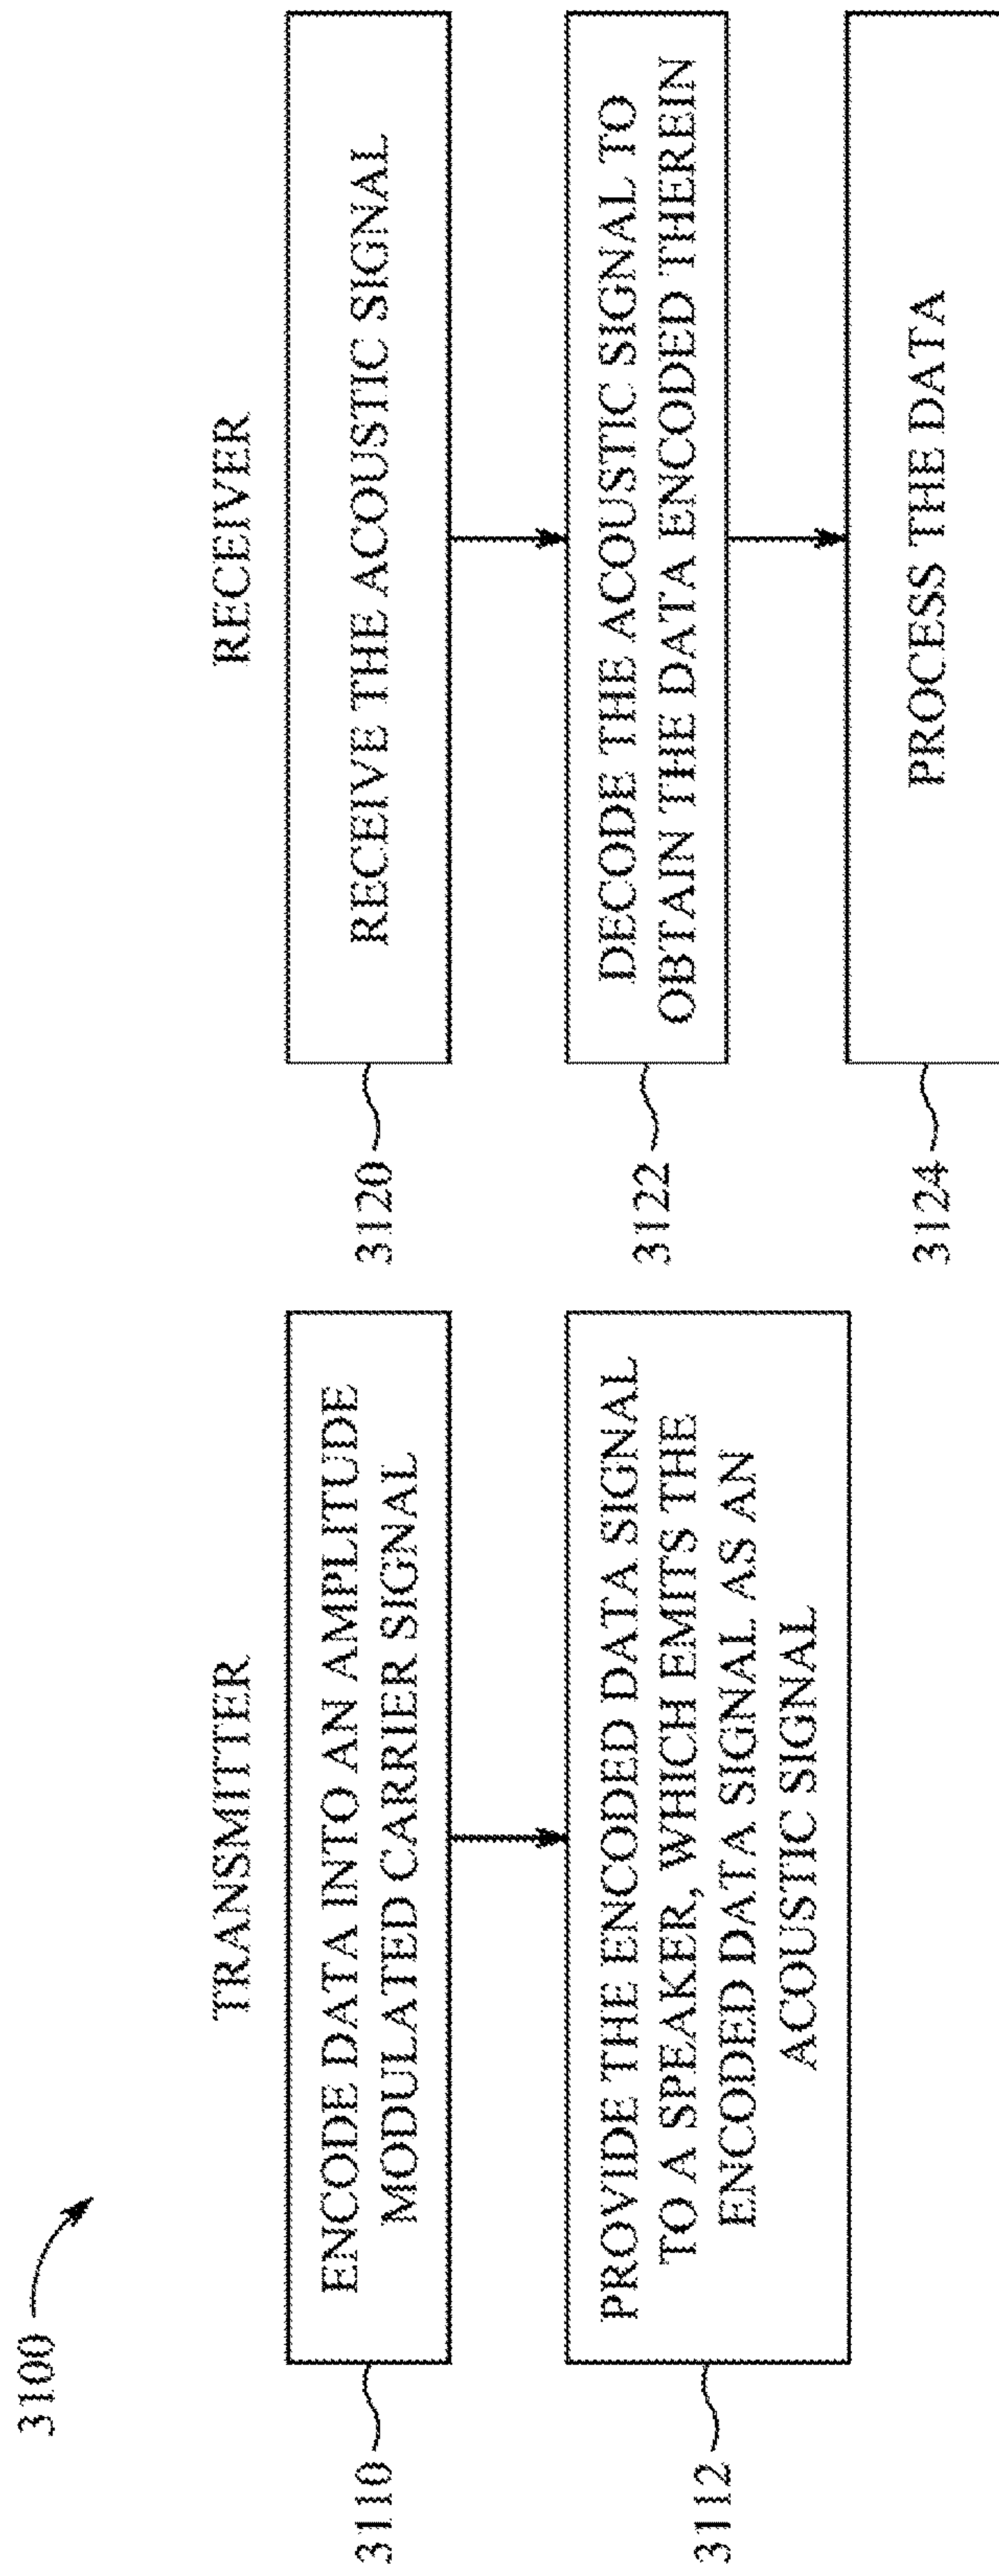 3100
TRANSMITTER
3110
ENCODE DATA INTO AN AMPLITUDE
MODULATED CARRIER SIGNAL
3112
PROVIDE THE ENCODED DATA SIGNAL
TO A SPEAKER, WHICH EMITS THE
ENCODED DATA SIGNAL AS AN
ACOUSTIC SIGNAL
RECEIVER
3120
RECEIVE THE ACOUSTIC SIGNAL
3122
DECODE THE ACOUSTIC SIGNAL TO
OBTAIN THE DATA ENCODED THEREIN
3124
PROCESS THE DATA